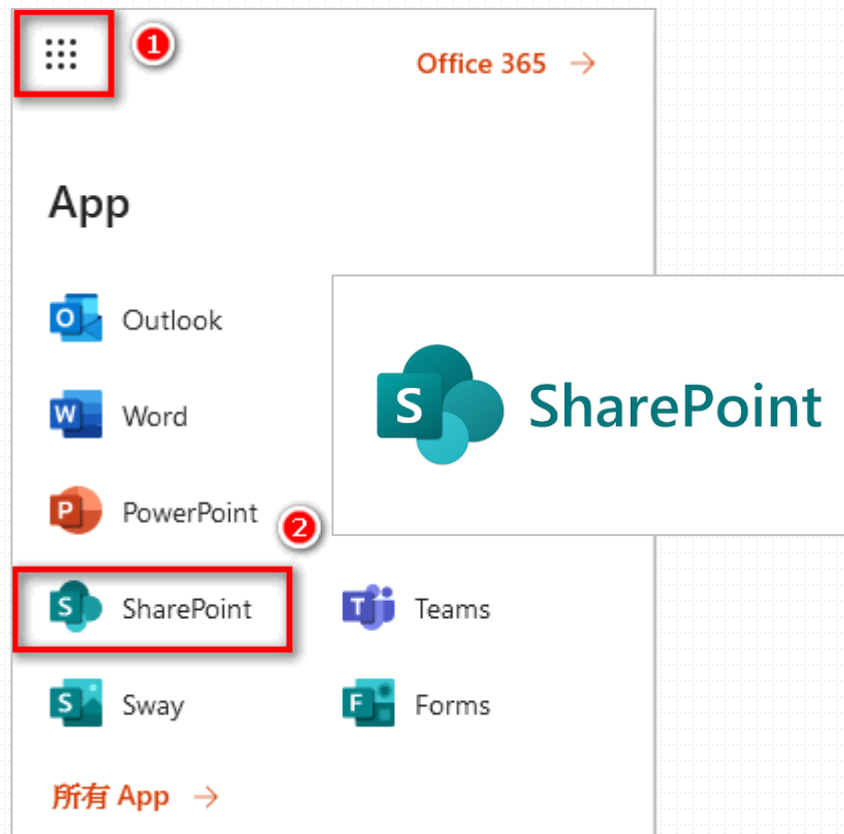 1
Office 365 →
App
Outlook
Word
SharePoint
PowerPoint
2
SharePoint
Teams
Sway
Forms
所有 App →